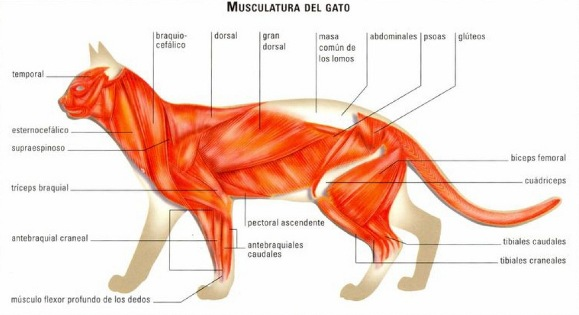 MUSCULATURA DEL GATO
braquio-
cefálico
dorsal
gran
dorsal
masa
común de
los lomos
abdominales
psoas
glúteos
temporal
esternocefálico
supraespinoso
tríceps braquial
antebraquial craneal
músculo flexor profundo de los dedos
pectoral ascendente
antebraquiales
caudales
biceps femoral
cuádriceps
tibiales caudales
tibiales craneales